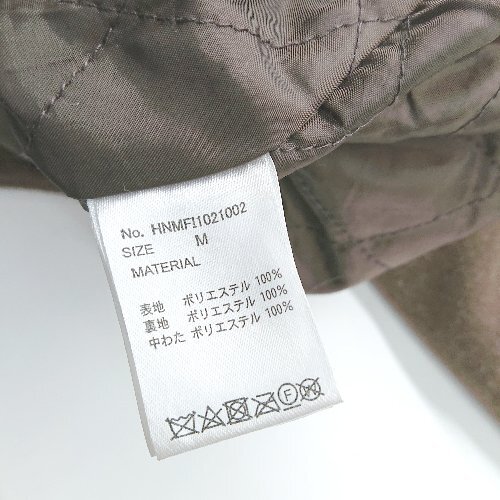 No. HNMFI1021002
SIZE M
MATERIAL
表地 ポリエステル 100%
裏地 ポリエステル 100%
中わた ポリエステル 100%
F